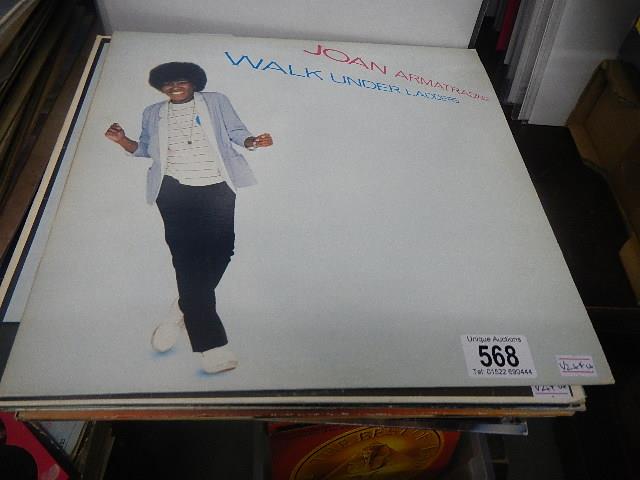 JOAN ARMATRADING
WALK UNDER LADDERS
Unique Auctions
568
Tel: 01522 690444